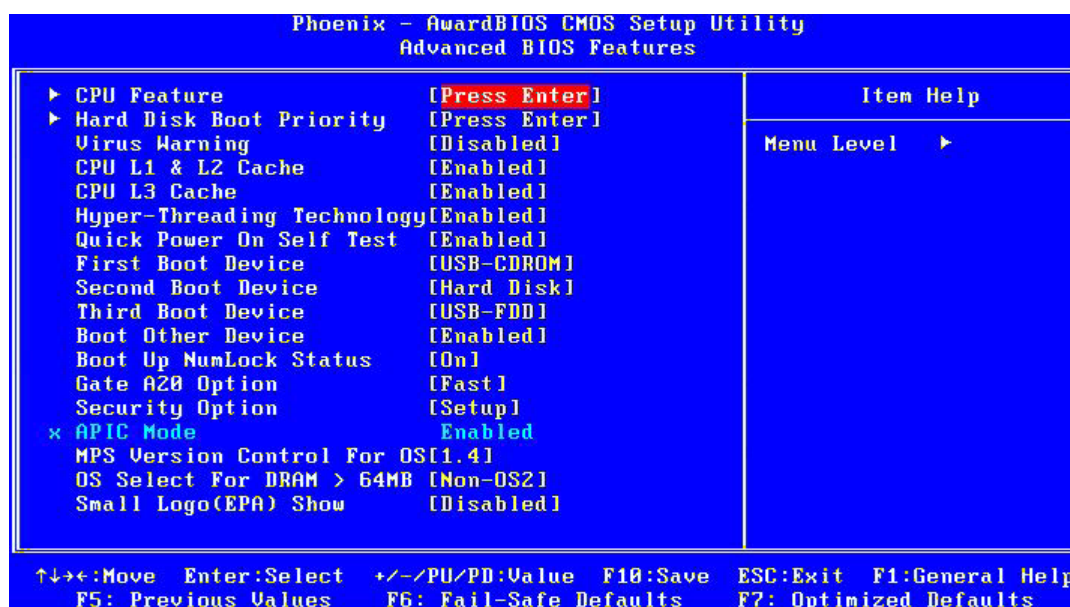 Phoenix - AwardBIOS CMOS Setup Utility
Advanced BIOS Features
► CPU Feature [Press Enter]
► Hard Disk Boot Priority [Press Enter]
Virus Warning [Disabled]
CPU L1 & L2 Cache [Enabled]
CPU L3 Cache [Enabled]
Hyper-Threading Technology[Enabled]
Quick Power On Self Test [Enabled]
First Boot Device [USB-CDROM]
Second Boot Device [Hard Disk]
Third Boot Device [USB-FDD]
Boot Other Device [Enabled]
Boot Up NumLock Status [On]
Gate A20 Option [Fast]
Security Option [Setup]
x APIC Mode Enabled
MPS Version Control For OS[1.4]
OS Select For DRAM > 64MB [Non-OS2]
Small Logo(EPA) Show [Disabled]
Item Help
Menu Level ►
↑↓→←:Move Enter:Select +/-/PU/PD:Value F10:Save ESC:Exit F1:General Help
F5: Previous Values F6: Fail-Safe Defaults F7: Optimized Defaults